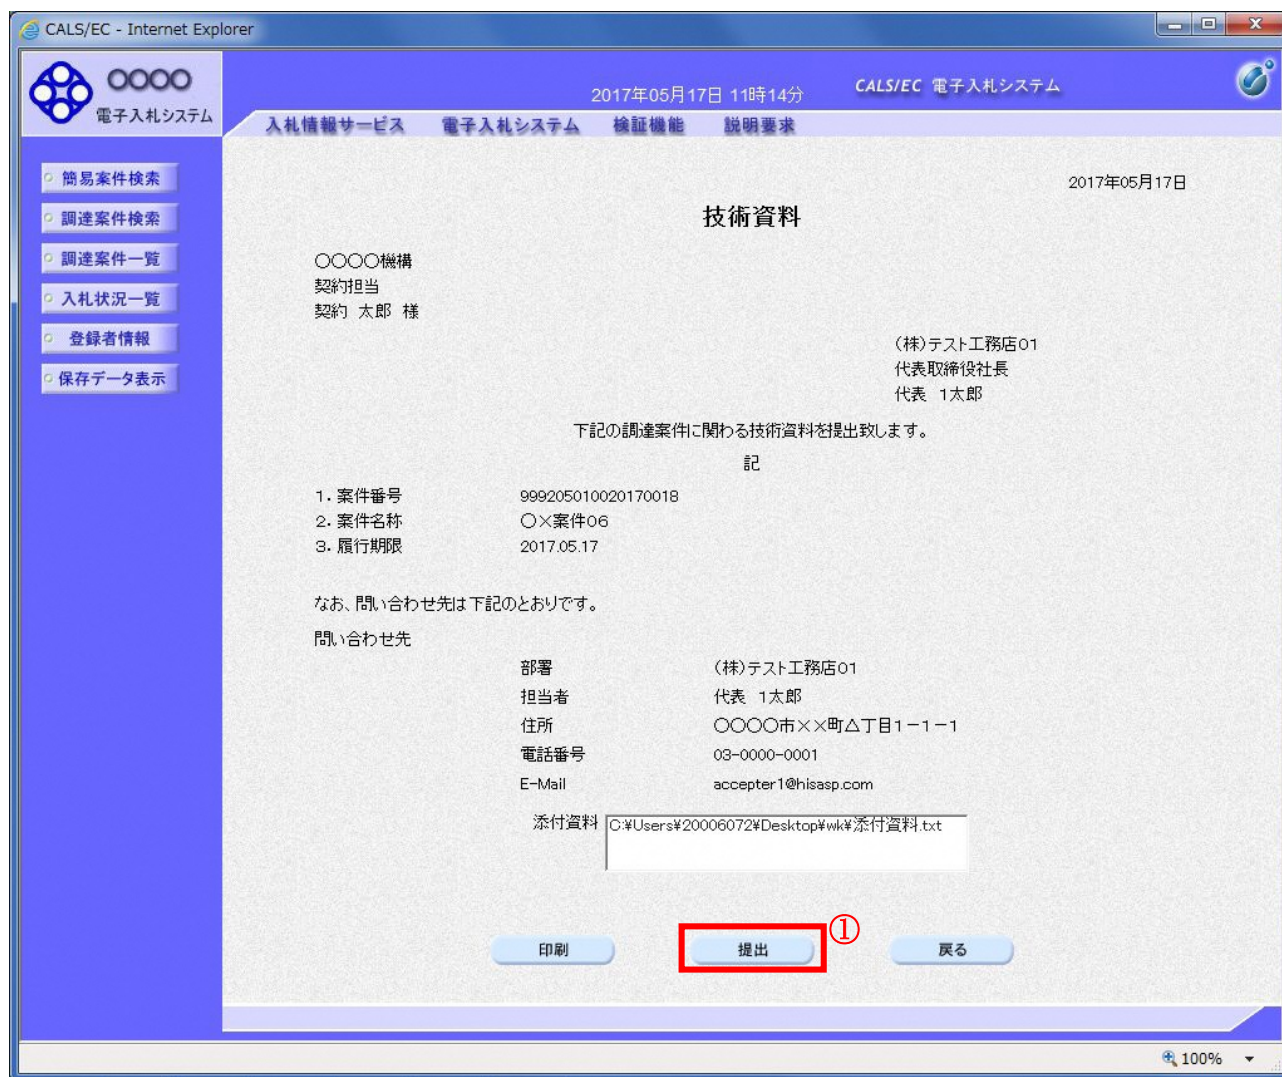 CALS/EC - Internet Explorer
〇〇〇〇
電子入札システム
2017年05月17日 11時14分
CALS/EC 電子入札システム
入札情報サービス 電子入札システム 検証機能 説明要求
簡易案件検索
調達案件検索
調達案件一覧
入札状況一覧
登録者情報
保存データ表示
2017年05月17日
技術資料
〇〇〇〇機構
契約担当
契約 太郎 様
(株)テスト工務店01
代表取締役社長
代表 1太郎
下記の調達案件に関わる技術資料を提出致します。
記
1.案件番号 999205010020170018
2.案件名称 〇×案件06
3.履行期限 2017.05.17
なお、問い合わせ先は下記のとおりです。
問い合わせ先
部署 (株)テスト工務店01
担当者 代表 1太郎
住所 〇〇〇〇市××町△丁目1-1-1
電話番号 03-0000-0001
E-Mail accepter1@hisasp.com
添付資料 C:¥Users¥20006072¥Desktop¥wk¥添付資料.txt
①
印刷 提出 戻る
100%